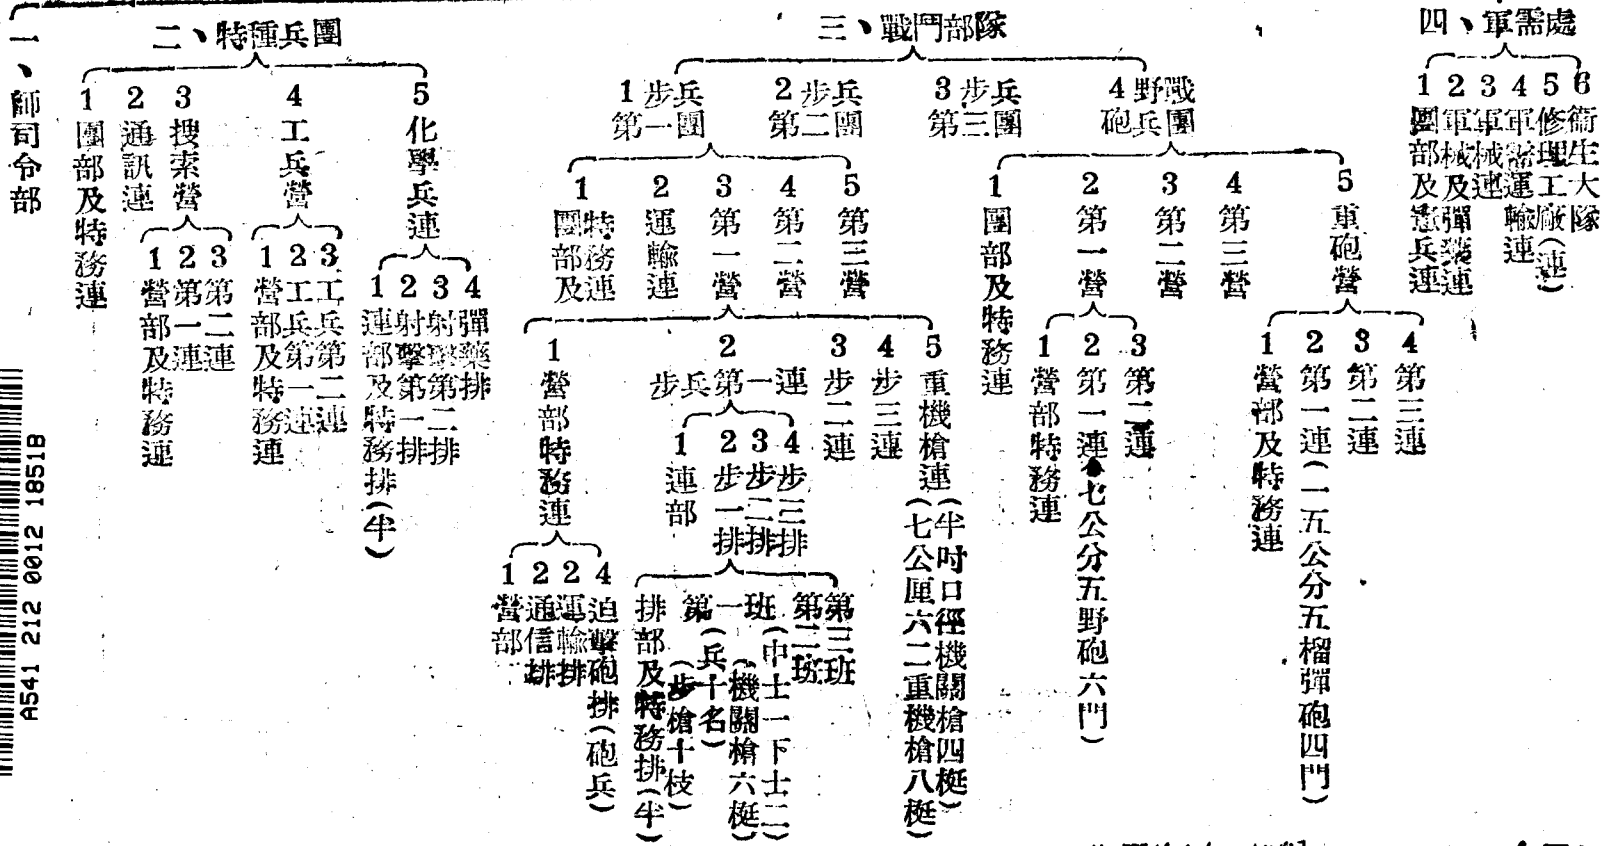 一、師司令部
二、特種兵團
1團部及特務連
2通訊連
3搜索營
1營部及特務連
2第一連
3第二連
4工兵營
1營部及特務連
2工兵第一連
3工兵第二連
5化學兵連
1連部及特務排(半)
2射擊第一排
3射擊第二排
4彈藥排
三、戰鬥部隊
1步兵第一團
2步兵第二團
1團部及特務連
2運輸連
3第一營
1營部特務連
1營部
2通信排
2運輸排
4迫擊砲排(砲兵)
2步兵第一連
1連部
2步一排
排部及特務排(半)
第一班(中士一下士二)(兵十名)(機關槍六梃)(步槍十枝)
第二班
第三班
3步二排
4步三排
3步二連
4步三連
5重機槍連(半吋口徑機關槍四梃)(七公厘六二重機槍八梃)
4第二營
5第三營
3步兵第三團
4野戰砲兵團
1團部及特務連
2第一營
1營部特務連
2第一連(七公分五野砲六門)
3第二連
3第二營
4第三營
5重砲營
1營部及特務連
2第一連(一五公分五榴彈砲四門)
3第二連
4第三連
四、軍需處
1團部及憲兵連
2軍械及彈藥連
3軍械連
4軍需運輸連
5修理工廠(連)
6衞生大隊
A541 212 0012 1851B